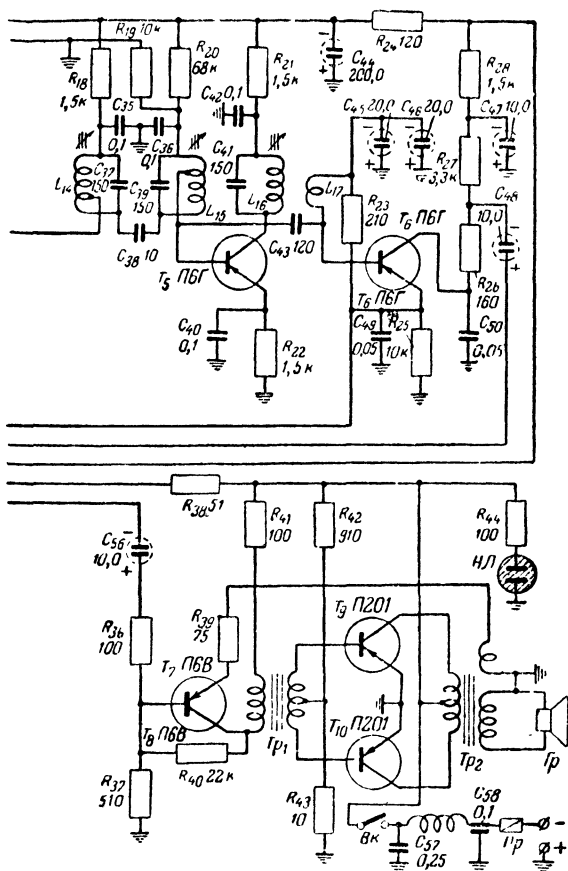 R19 10к
R20
68к
R21
1,5к
C44
200,0
R24 120
R28
1,5к
R18
1,5к
C35
0,1
C36
0,1
C42 0,1
C45 20,0
C46 20,0
C47 10,0
C37
150
C39
150
C41
150
L14
L15
L16
L17
R23
210
R27
3,3к
C48
10,0
C38 10
C43 120
T5 П6Г
T6 П6Г
T6 П6Г
R26
160
C40
0,1
R22
1,5к
C49
0,05
R25
10к
C50
0,05
R38 51
R41
100
R42
910
R44
100
НЛ
C56
10,0
R39
75
T9 П201
R36
100
T7 П6В
T8 П6В
Тр1
T10 П201
Тр2
Гр
R40 22к
R37
510
R43
10
Вк
C57
0,25
C58
0,1
Пр